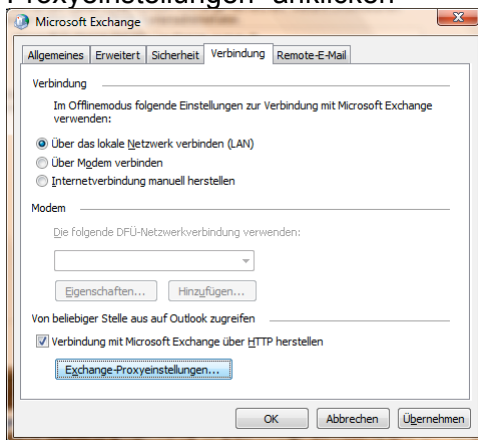 Proxyeinstellungen" anklicken
Microsoft Exchange
Allgemeines Erweitert Sicherheit Verbindung Remote-E-Mail
Verbindung
Im Offlinemodus folgende Einstellungen zur Verbindung mit Microsoft Exchange
verwenden:
Über das lokale Netzwerk verbinden (LAN)
Über Modem verbinden
Internetverbindung manuell herstellen
Modem
Die folgende DFÜ-Netzwerkverbindung verwenden:
Eigenschaften... Hinzufügen...
Von beliebiger Stelle aus auf Outlook zugreifen
Verbindung mit Microsoft Exchange über HTTP herstellen
Exchange-Proxyeinstellungen...
OK Abbrechen Übernehmen